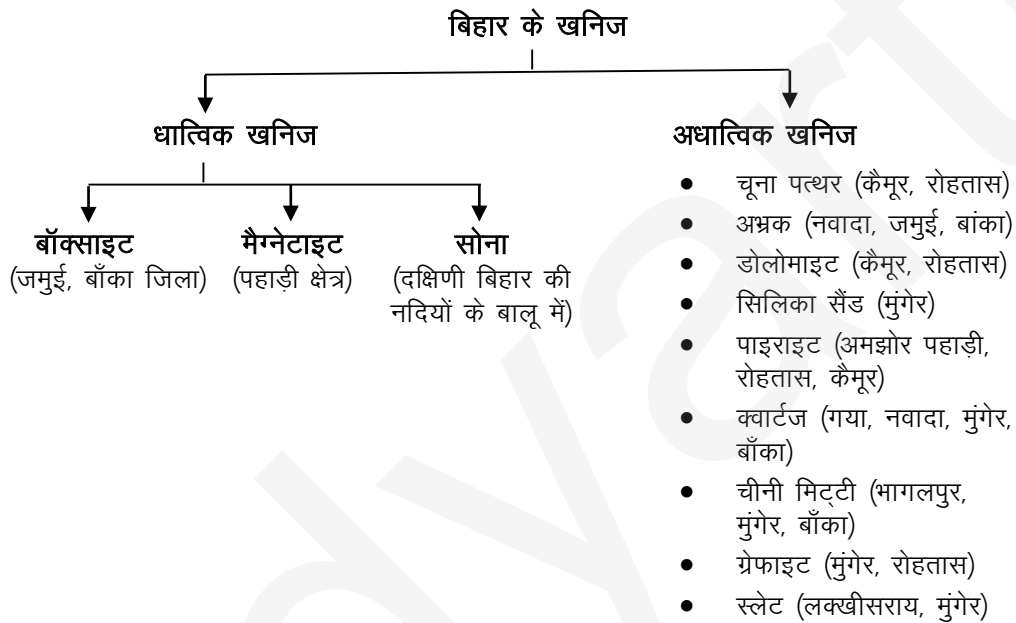 बिहार के खनिज
धात्विक खनिज
बॉक्साइट
(जमुई, बाँका जिला)
मैग्नेटाइट
(पहाड़ी क्षेत्र)
सोना
(दक्षिणी बिहार की
नदियों के बालू में)
अधात्विक खनिज
• चूना पत्थर (कैमूर, रोहतास)
• अभ्रक (नवादा, जमुई, बांका)
• डोलोमाइट (कैमूर, रोहतास)
• सिलिका सैंड (मुंगेर)
• पाइराइट (अमझोर पहाड़ी,
रोहतास, कैमूर)
• क्वार्टज (गया, नवादा, मुंगेर,
बाँका)
• चीनी मिट्टी (भागलपुर,
मुंगेर, बाँका)
• ग्रेफाइट (मुंगेर, रोहतास)
• स्लेट (लक्खीसराय, मुंगेर)